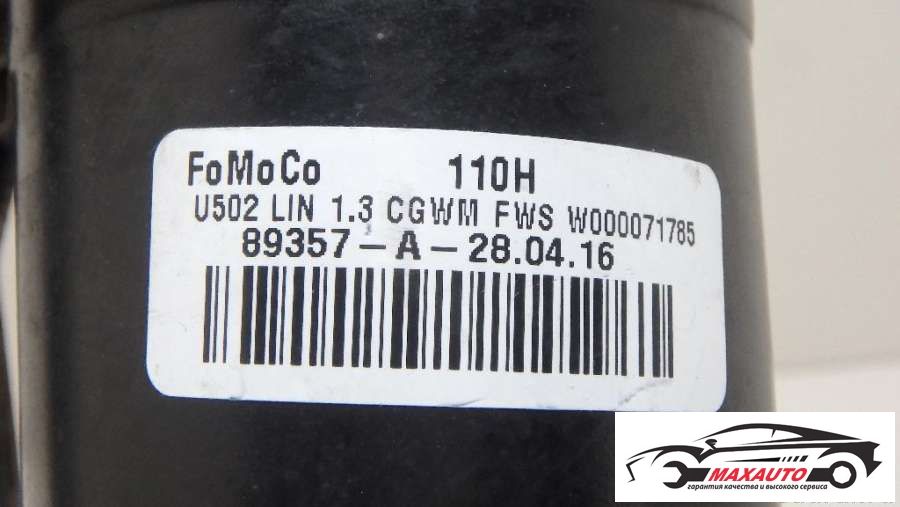 FoMoCo 110H
U502 LIN 1.3 CGWM FWS W000071785
89357-A-28.04.16
MAXAUTO
гарантия качества и высокого сервиса